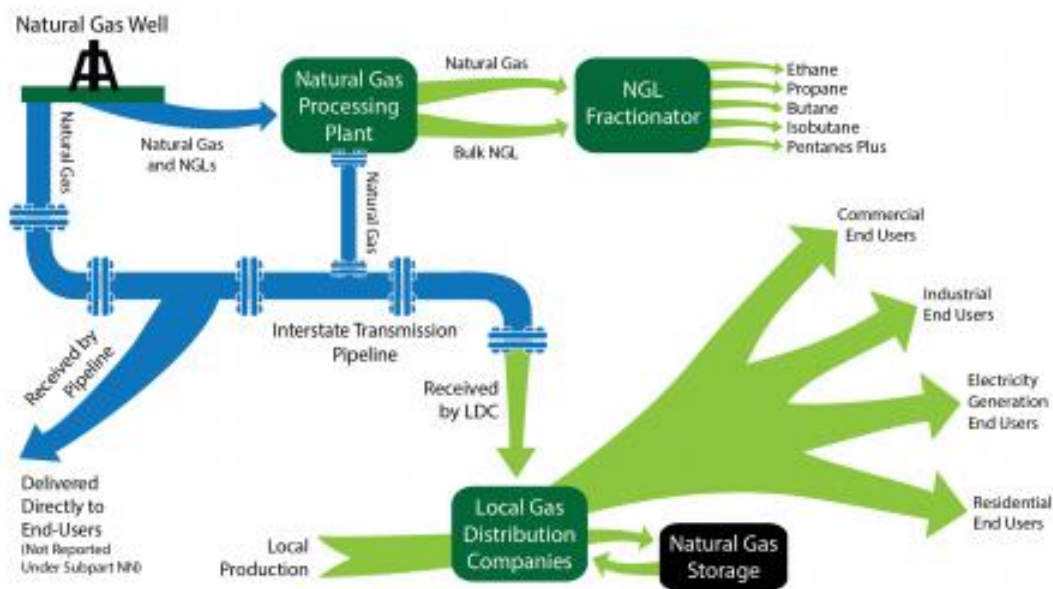 Natural Gas Well
Natural Gas
Natural Gas
and NGLs
Natural Gas
Processing
Plant
Natural Gas
Bulk NGL
NGL
Fractionator
Ethane
Propane
Butane
Isobutane
Pentanes Plus
Natural Gas
Interstate Transmission
Pipeline
Received by
Pipeline
Delivered
Directly to
End-Users
(Not Reported
Under Subpart NN)
Received
by LDC
Local Gas
Distribution
Companies
Local
Production
Natural Gas
Storage
Commercial
End Users
Industrial
End Users
Electricity
Generation
End Users
Residential
End Users